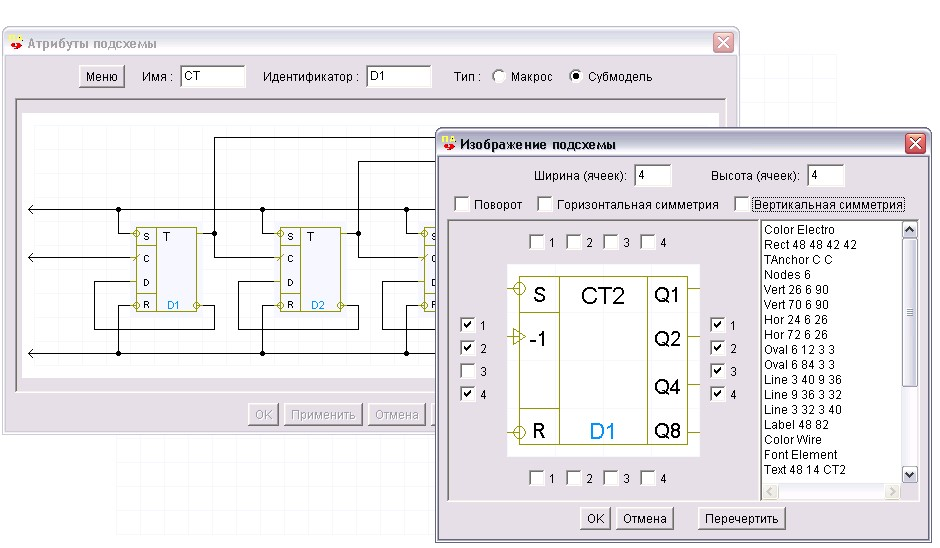 Атрибуты подсхемы
Меню Имя : CT Идентификатор : D1 Тип : Макрос Субмодель
S T
C
D
R D1
S T
C
D
R D2
S
C
D
R
OK Применить Отмена
Изображение подсхемы
Ширина (ячеек): 4 Высота (ячеек): 4
Поворот Горизонтальная симметрия Вертикальная симметрия
1 2 3 4
1
2
3
4
S CT2 Q1
-1 Q2
Q4
R D1 Q8
1
2
3
4
1 2 3 4
Color Electro
Rect 48 48 42 42
TAnchor C C
Nodes 6
Vert 26 6 90
Vert 70 6 90
Hor 24 6 26
Hor 72 6 26
Oval 6 12 3 3
Oval 6 84 3 3
Line 3 40 9 36
Line 9 36 3 32
Line 3 32 3 40
Label 48 82
Color Wire
Font Element
Text 48 14 CT2
OK Отмена Перечертить